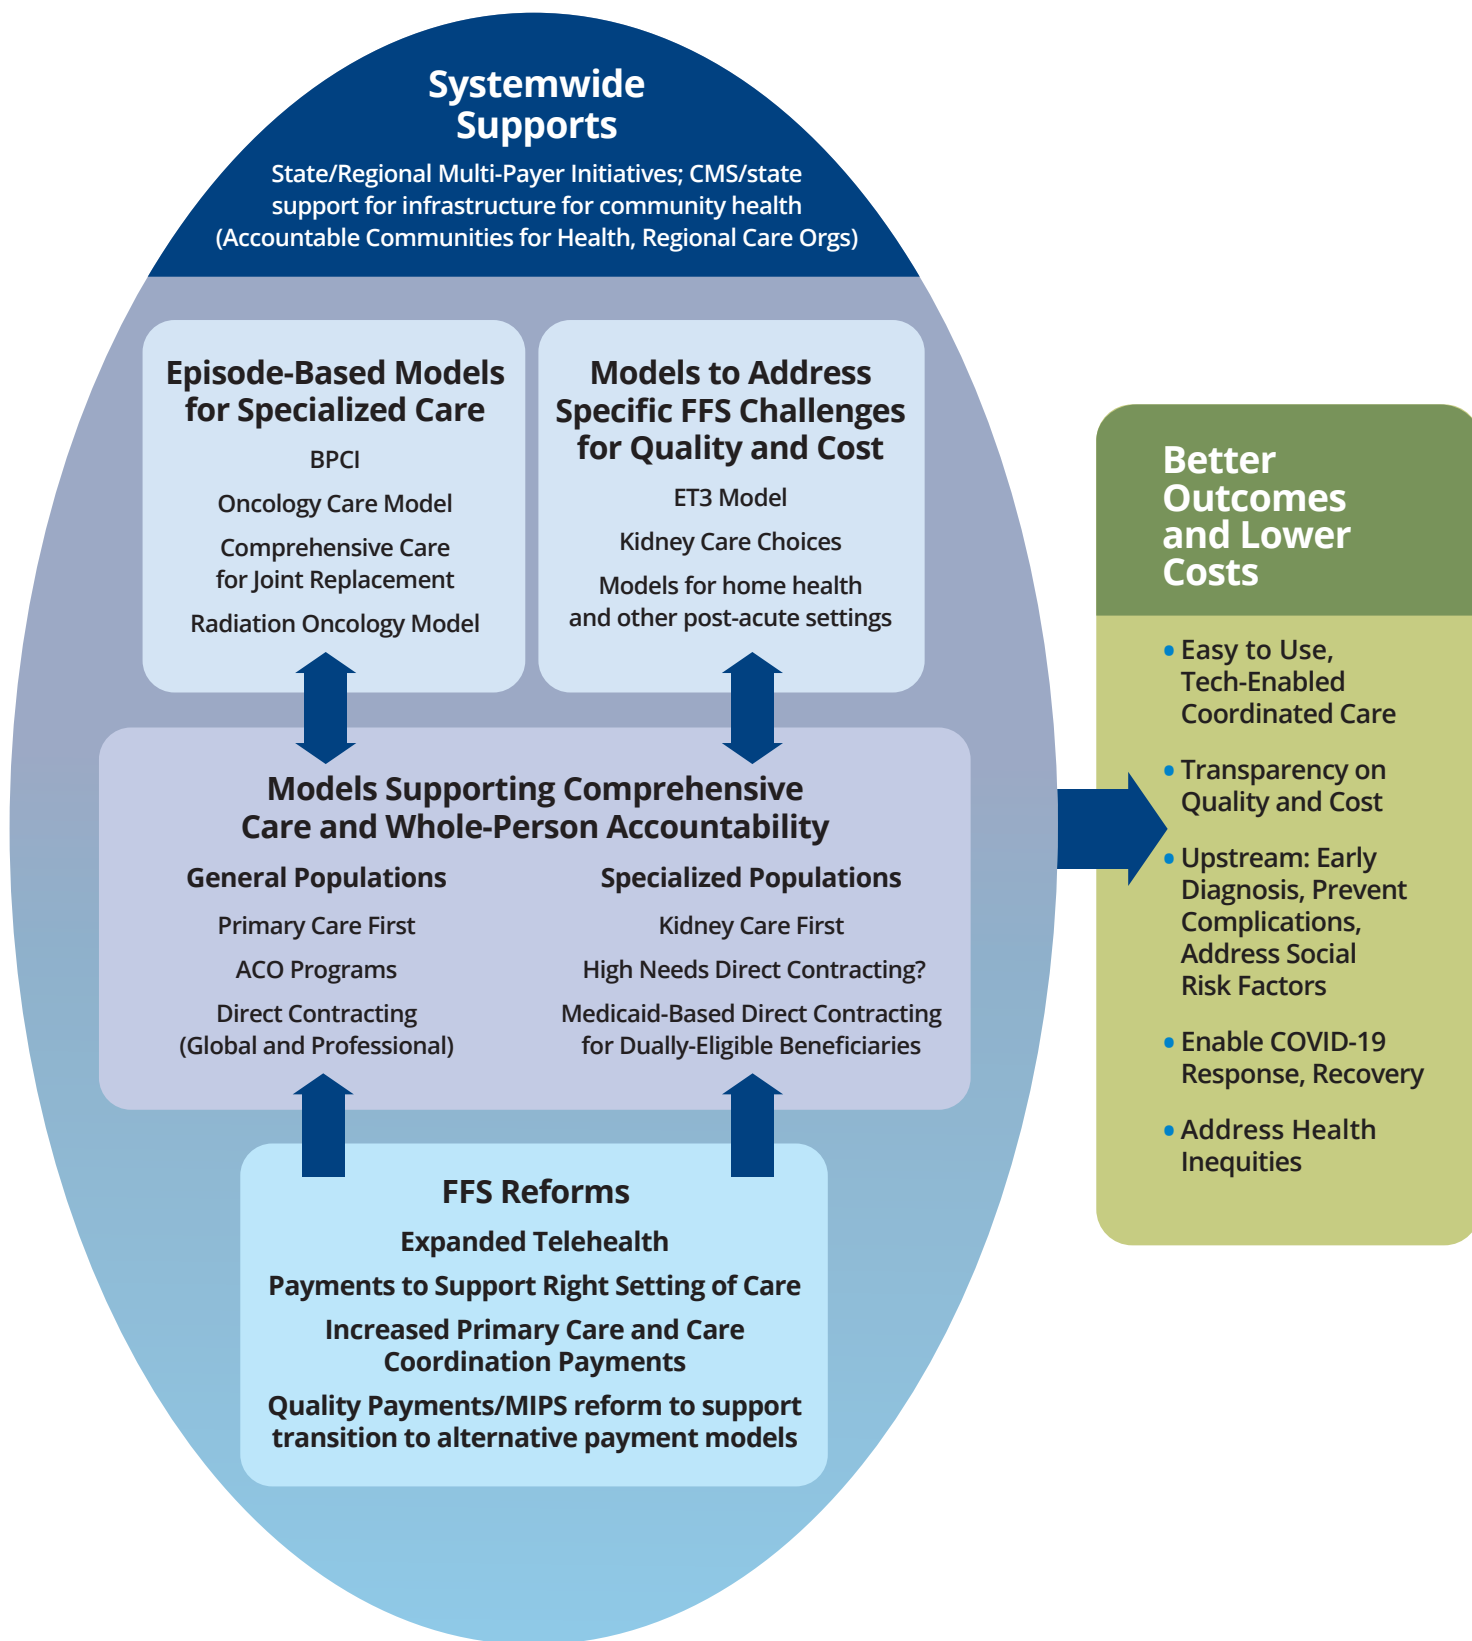 Systemwide
Supports
State/Regional Multi-Payer Initiatives; CMS/state
support for infrastructure for community health
(Accountable Communities for Health, Regional Care Orgs)
Episode-Based Models
for Specialized Care
BPCI
Oncology Care Model
Comprehensive Care
for Joint Replacement
Radiation Oncology Model
Models to Address
Specific FFS Challenges
for Quality and Cost
ET3 Model
Kidney Care Choices
Models for home health
and other post-acute settings
Models Supporting Comprehensive
Care and Whole-Person Accountability
General Populations
Primary Care First
ACO Programs
Direct Contracting
(Global and Professional)
Specialized Populations
Kidney Care First
High Needs Direct Contracting?
Medicaid-Based Direct Contracting
for Dually-Eligible Beneficiaries
FFS Reforms
Expanded Telehealth
Payments to Support Right Setting of Care
Increased Primary Care and Care
Coordination Payments
Quality Payments/MIPS reform to support
transition to alternative payment models
Better
Outcomes
and Lower
Costs
• Easy to Use,
Tech-Enabled
Coordinated Care
• Transparency on
Quality and Cost
• Upstream: Early
Diagnosis, Prevent
Complications,
Address Social
Risk Factors
• Enable COVID-19
Response, Recovery
• Address Health
Inequities